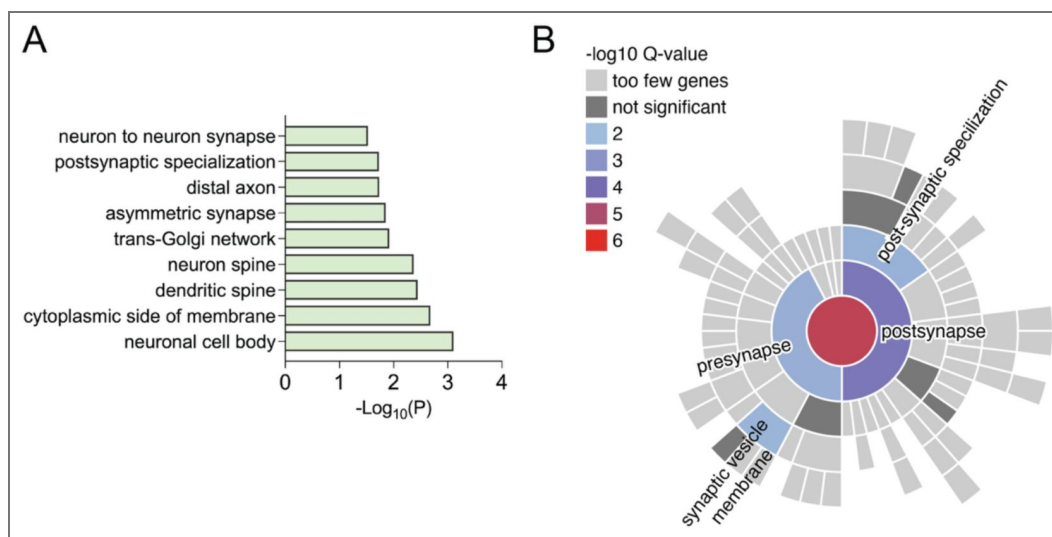 A
neuron to neuron synapse
postsynaptic specialization
distal axon
asymmetric synapse
trans-Golgi network
neuron spine
dendritic spine
cytoplasmic side of membrane
neuronal cell body
0 1 2 3 4
-Log₁₀(P)
B
-log10 Q-value
too few genes
not significant
2
3
4
5
6
post-synaptic specilization
postsynapse
presynapse
synaptic vesicle
membrane